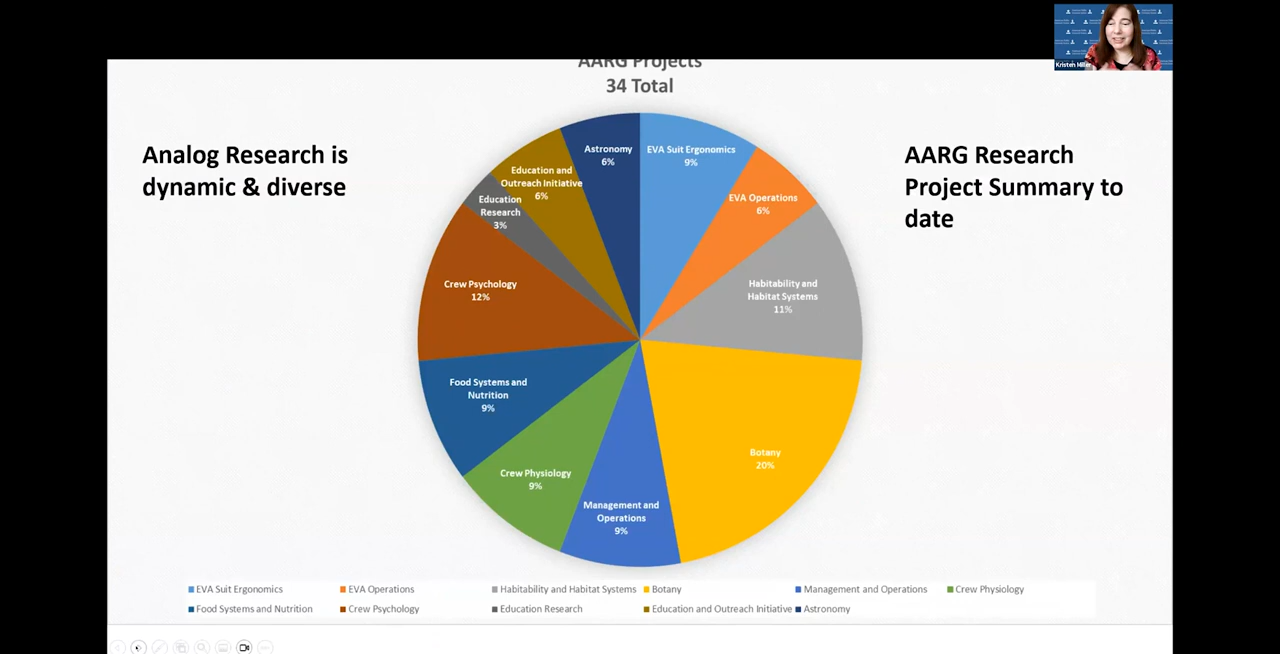 Kristen Miller
AARG Projects
34 Total
Analog Research is
dynamic & diverse
AARG Research
Project Summary to
date
Astronomy
6%
EVA Suit Ergonomics
9%
EVA Operations
6%
Habitability and
Habitat Systems
11%
Botany
20%
Management and
Operations
9%
Crew Physiology
9%
Food Systems and
Nutrition
9%
Crew Psychology
12%
Education
Research
3%
Education and
Outreach Initiative
6%
EVA Suit Ergonomics
EVA Operations
Habitability and Habitat Systems
Botany
Management and Operations
Crew Physiology
Food Systems and Nutrition
Crew Psychology
Education Research
Education and Outreach Initiative
Astronomy